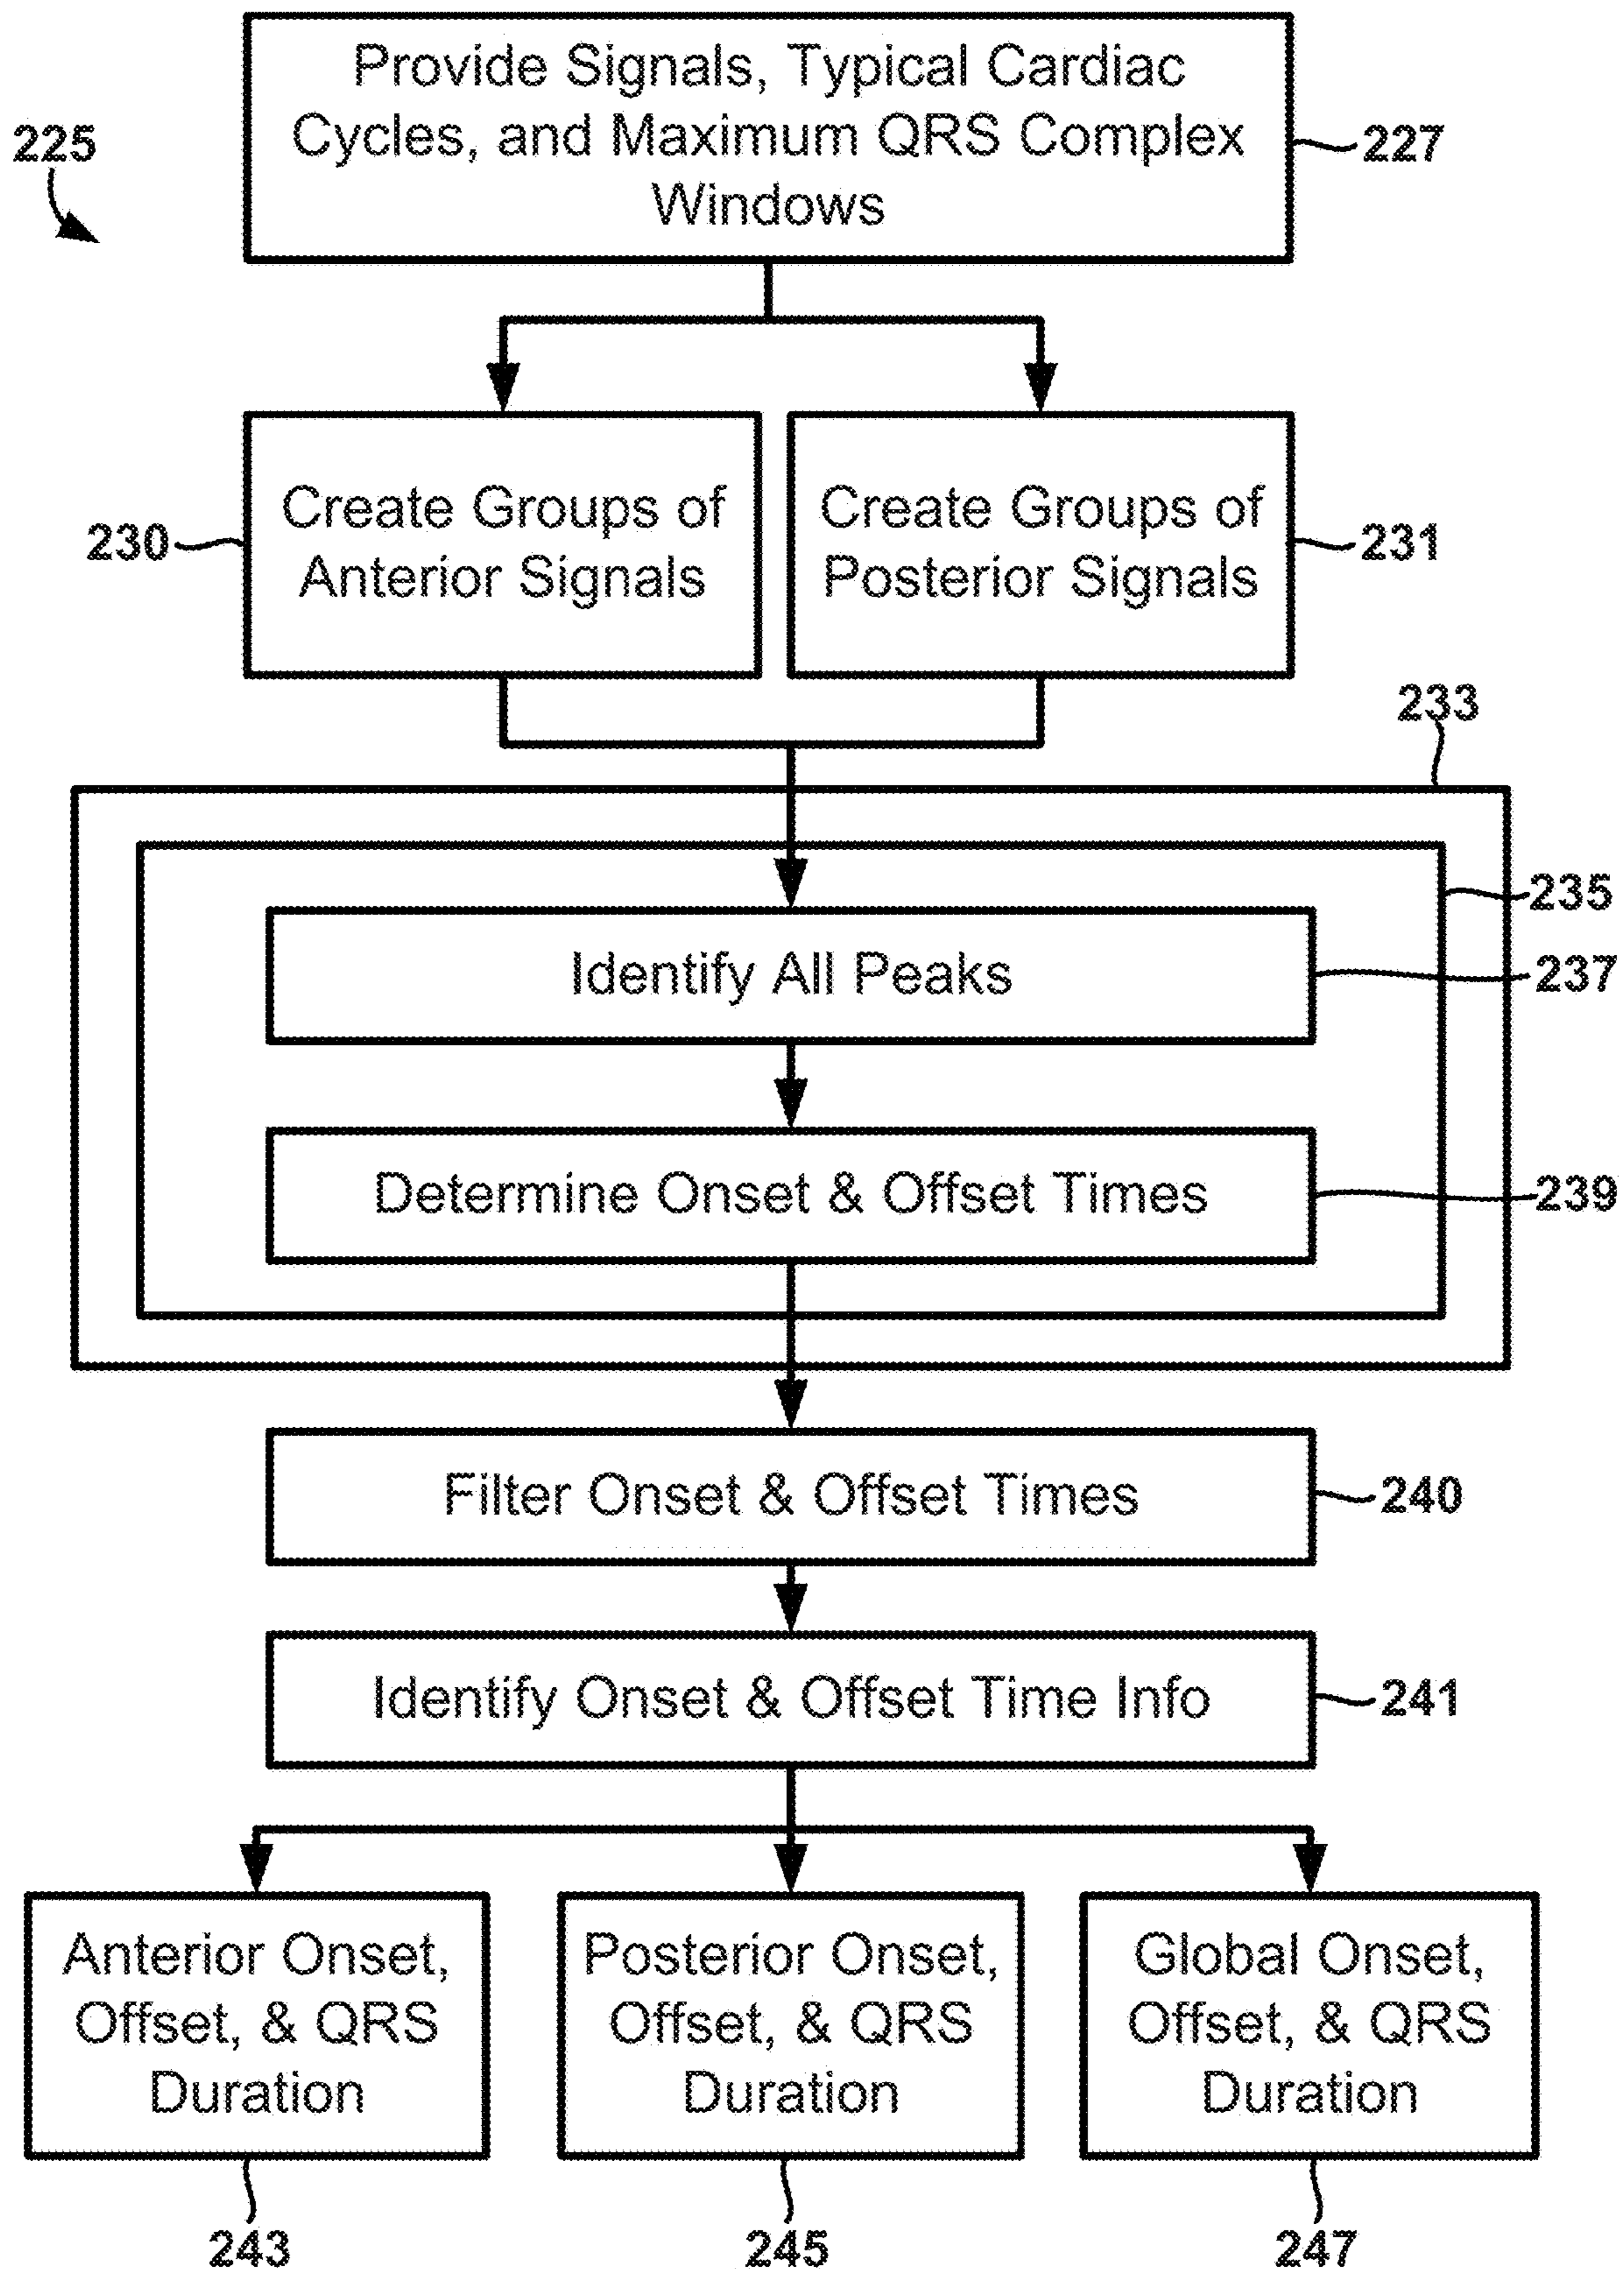 Provide Signals, Typical Cardiac
Cycles, and Maximum QRS Complex
Windows
225
227
Create Groups of
Anterior Signals
230
Create Groups of
Posterior Signals
231
233
235
Identify All Peaks
237
Determine Onset & Offset Times
239
Filter Onset & Offset Times
240
Identify Onset & Offset Time Info
241
Anterior Onset,
Offset, & QRS
Duration
243
Posterior Onset,
Offset, & QRS
Duration
245
Global Onset,
Offset, & QRS
Duration
247